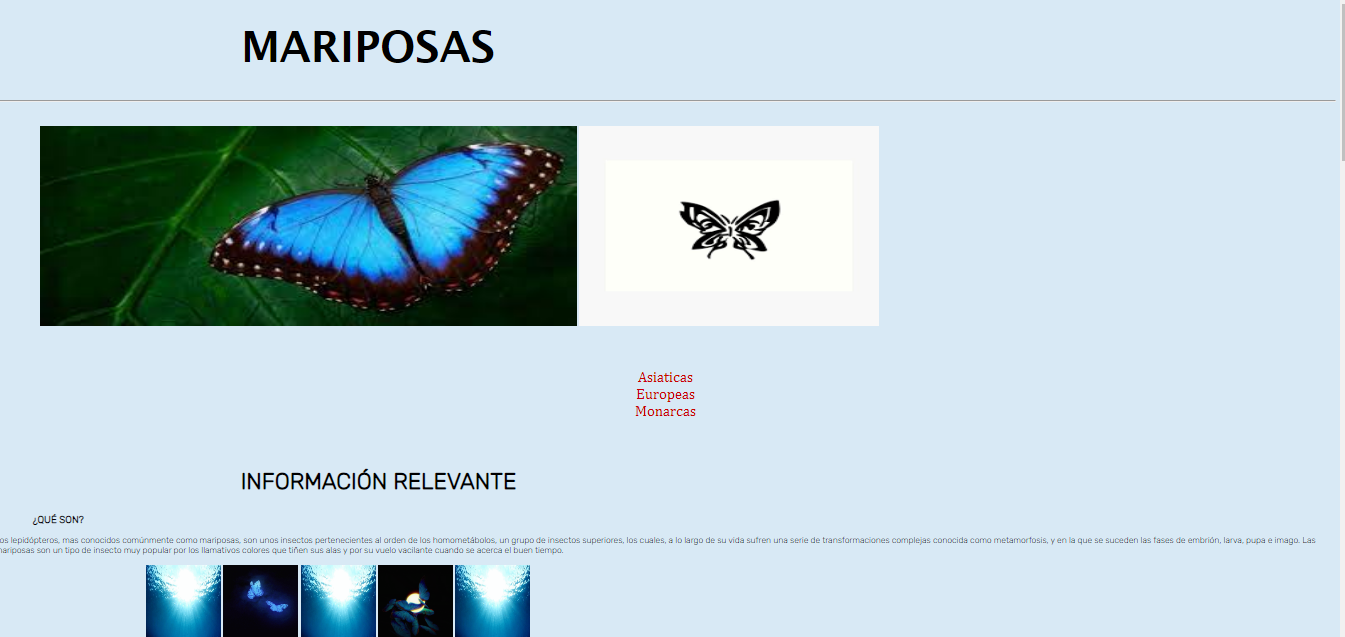 MARIPOSAS
Asiaticas
Europeas
Monarcas
INFORMACIÓN RELEVANTE
¿QUÉ SON?
os lepidópteros, mas conocidos comúnmente como mariposas, son unos insectos pertenecientes al orden de los homometábolos, un grupo de insectos superiores, los cuales, a lo largo de su vida sufren una serie de transformaciones complejas conocida como metamorfosis, y en la que se suceden las fases de embrión, larva, pupa e imago. Las
mariposas son un tipo de insecto muy popular por los llamativos colores que tiñen sus alas y por su vuelo vacilante cuando se acerca el buen tiempo.